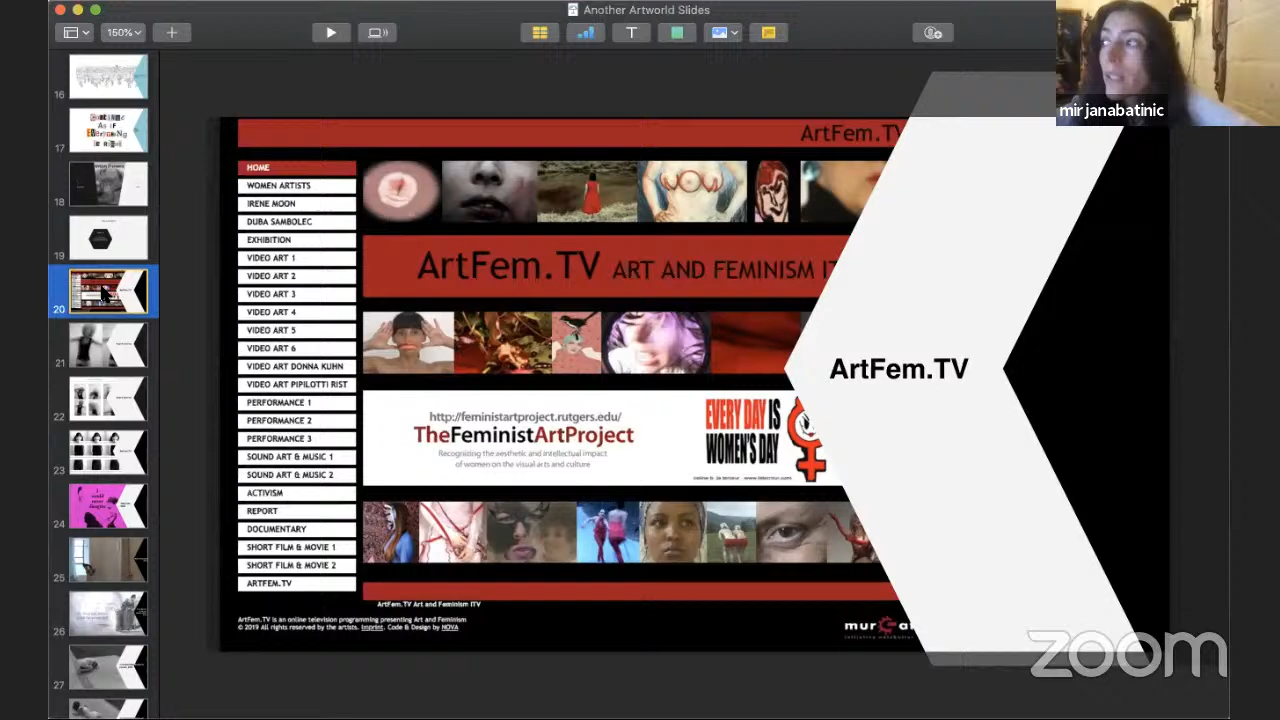 Another Artworld Slides
150%
T
mirjanabatinic
16
17
18
19
20
21
22
23
24
25
26
27
ArtFem.TV
HOME
WOMEN ARTISTS
IRENE MOON
DUBA SAMBOLEC
EXHIBITION
VIDEO ART 1
VIDEO ART 2
VIDEO ART 3
VIDEO ART 4
VIDEO ART 5
VIDEO ART 6
VIDEO ART DONNA KUHN
VIDEO ART PIPILOTTI RIST
PERFORMANCE 1
PERFORMANCE 2
PERFORMANCE 3
SOUND ART & MUSIC 1
SOUND ART & MUSIC 2
ACTIVISM
REPORT
DOCUMENTARY
SHORT FILM & MOVIE 1
SHORT FILM & MOVIE 2
ARTFEM.TV
ArtFem.TV ART AND FEMINISM IT
http://feministartproject.rutgers.edu/
TheFeministArtProject
Recognizing the aesthetic and intellectual impact
of women on the visual arts and culture
EVERY DAY IS
WOMEN'S DAY
ArtFem.TV Art and Feminism ITV
ArtFem.TV is an online television programming presenting Art and Feminism
© 2019 All rights reserved by the artists. Imprint. Code & Design by NOVA
ArtFem.TV
zoom